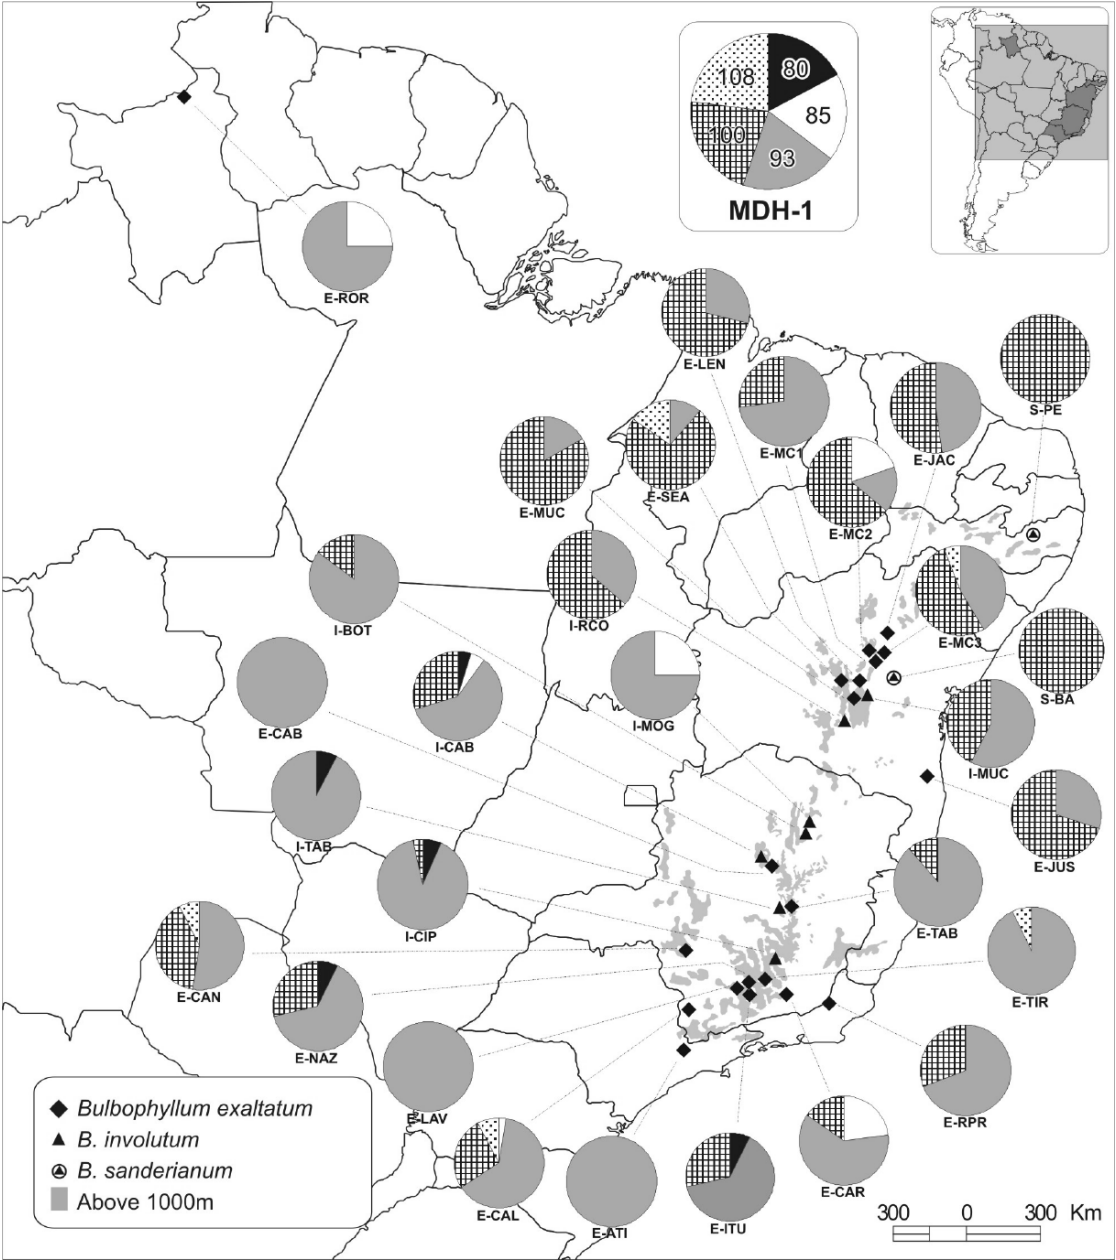 108
80
100
85
93
MDH-1
E-ROR
E-LEN
S-PE
E-MC1
E-JAC
E-SEA
E-MUC
E-MC2
I-BOT
I-RCO
E-MC3
S-BA
E-CAB
I-CAB
I-MOG
I-MUC
I-TAB
E-JUS
I-CIP
E-TAB
E-CAN
E-TIR
E-NAZ
E-LAV
E-RPR
E-CAL
E-ATI
E-ITU
E-CAR
Bulbophyllum exaltatum
B. involutum
B. sanderianum
Above 1000m
300 0 300 Km